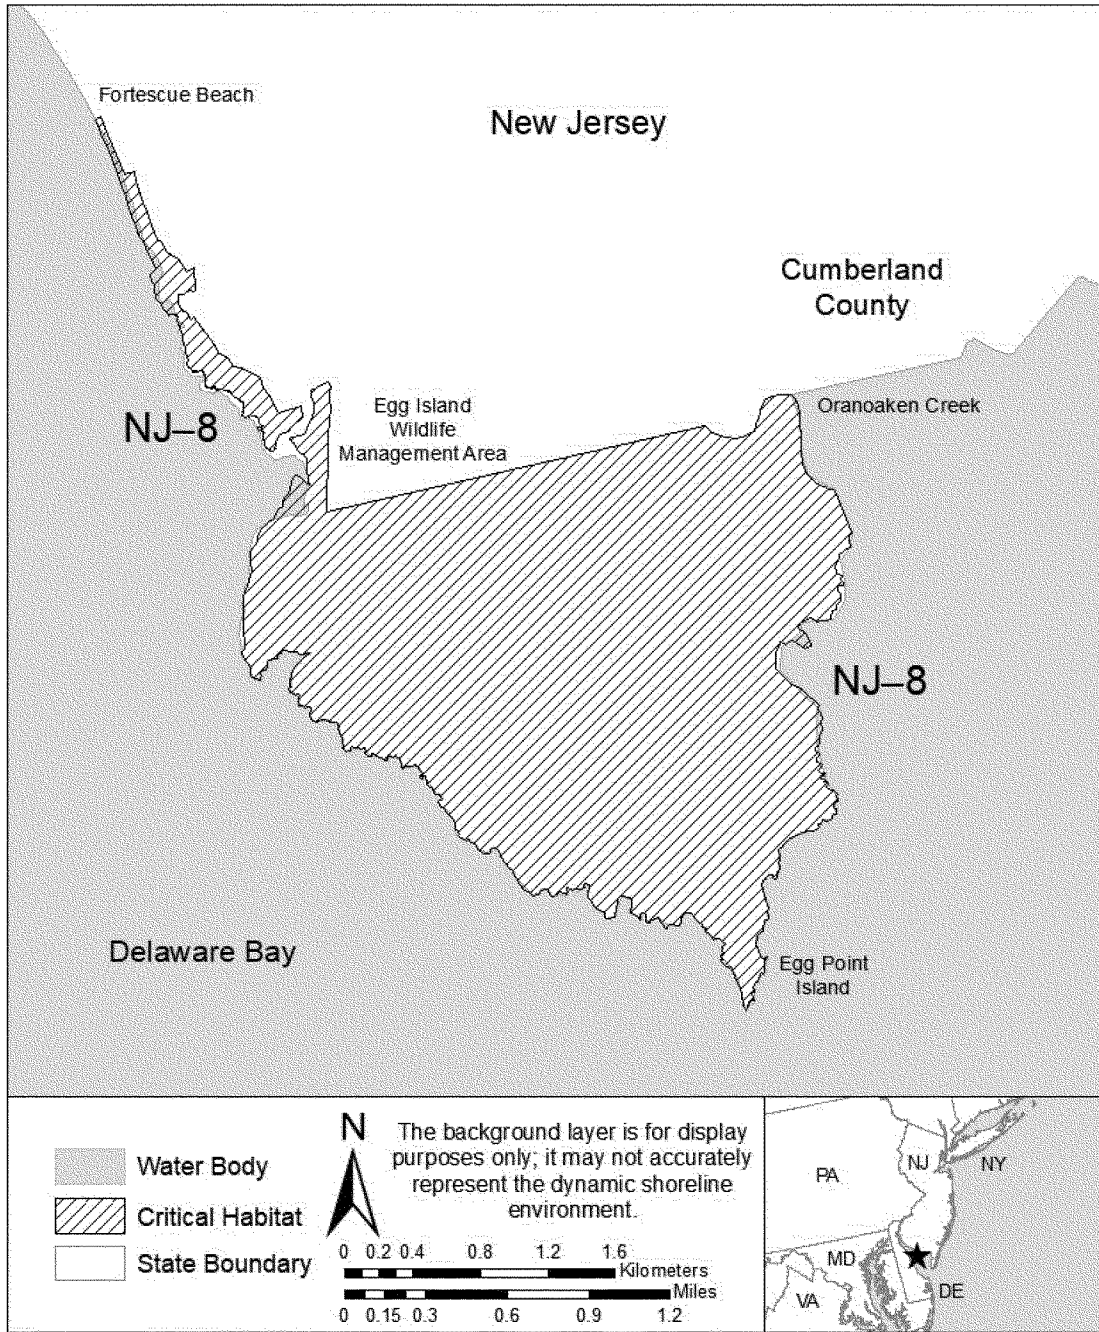 Fortescue Beach
New Jersey
Cumberland
County
NJ–8
Egg Island
Wildlife
Management Area
Oranoaken Creek
NJ–8
Delaware Bay
Egg Point
Island
Water Body
Critical Habitat
State Boundary
N
The background layer is for display
purposes only; it may not accurately
represent the dynamic shoreline
environment.
0 0.2 0.4 0.8 1.2 1.6
Kilometers
Miles
0 0.15 0.3 0.6 0.9 1.2
PA
NJ
NY
MD
VA
DE